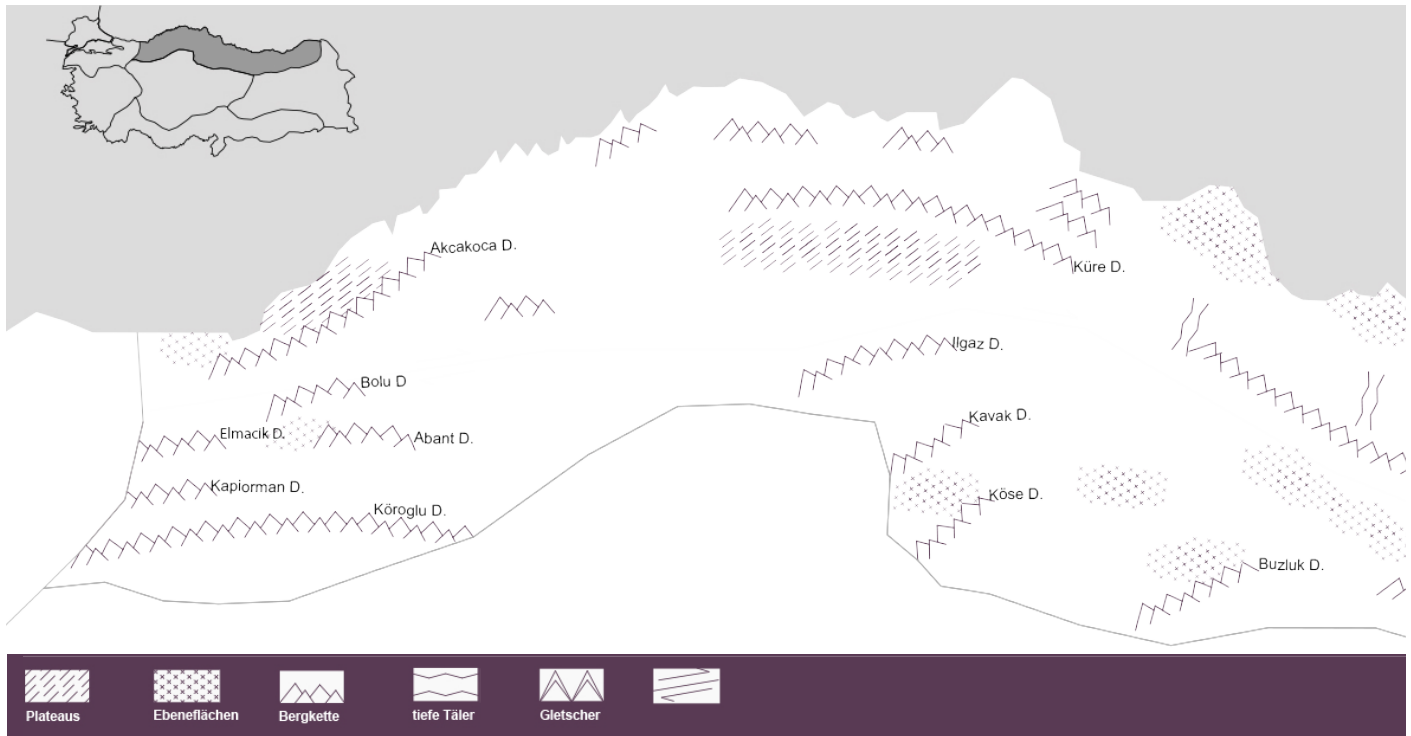 Akcakoca D.
Küre D.
Ilgaz D.
Bolu D
Kavak D.
Elmacik D.
Abant D.
Kapiorman D.
Köse D.
Köroglu D.
Buzluk D.
Plateaus
Ebeneflächen
Bergkette
tiefe Täler
Gletscher